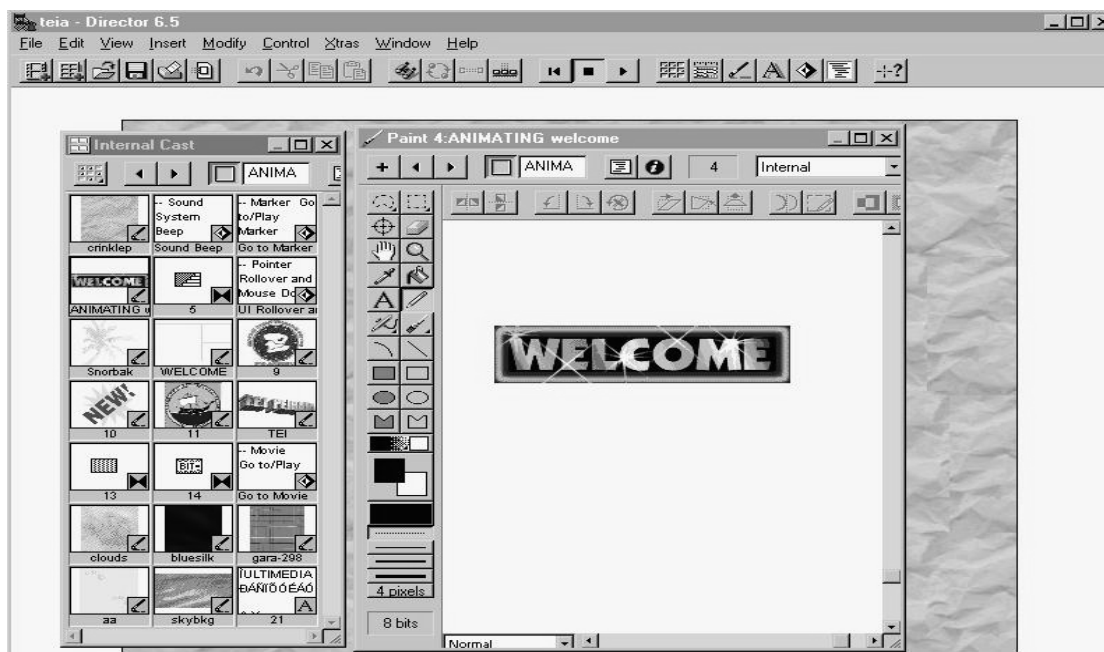 teia - Director 6.5
File Edit View Insert Modify Control Xtras Window Help
Internal Cast
ANIMA
-- Sound
System
Beep
-- Marker Go
to/Play
Marker
crinklep Sound Beep Go to Marker
WELCOME
-- Pointer
Rollover and
Mouse Do
ANIMATING 5 UI Rollover a
Snorbak WELCOME 9
NEW!
10 11 TEI
BIT-
-- Movie
Go to/Play
13 14 Go to Movie
clouds bluesilk gara-298
ÏULTIMEDIA
ÐÁÑÏÕÓÉÁÓ
aa skybkg 21
Paint 4:ANIMATING welcome
ANIMA 4 Internal
A
WELCOME
4 pixels
8 bits
Normal